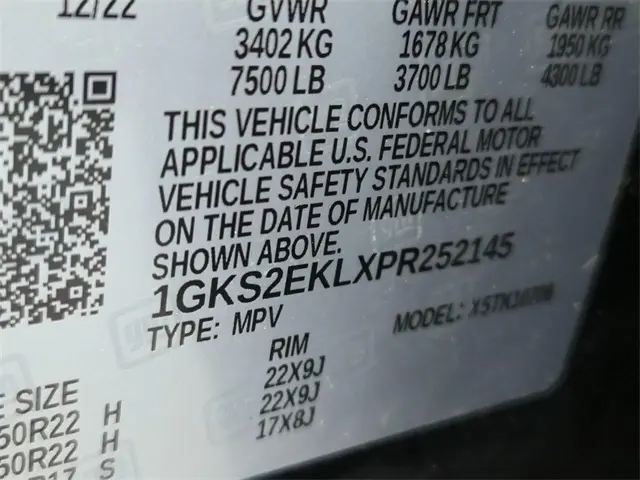 12/22 GVWR GAWR FRT GAWR RR
3402 KG 1678 KG 1950 KG
7500 LB 3700 LB 4300 LB
THIS VEHICLE CONFORMS TO ALL
APPLICABLE U.S. FEDERAL MOTOR
VEHICLE SAFETY STANDARDS IN EFFECT
ON THE DATE OF MANUFACTURE
SHOWN ABOVE.
1GKS2EKLXPR252145
TYPE: MPV MODEL:
RIM
E SIZE 22X9J
50R22 H 22X9J
50R22 H 17X8J
R17 S